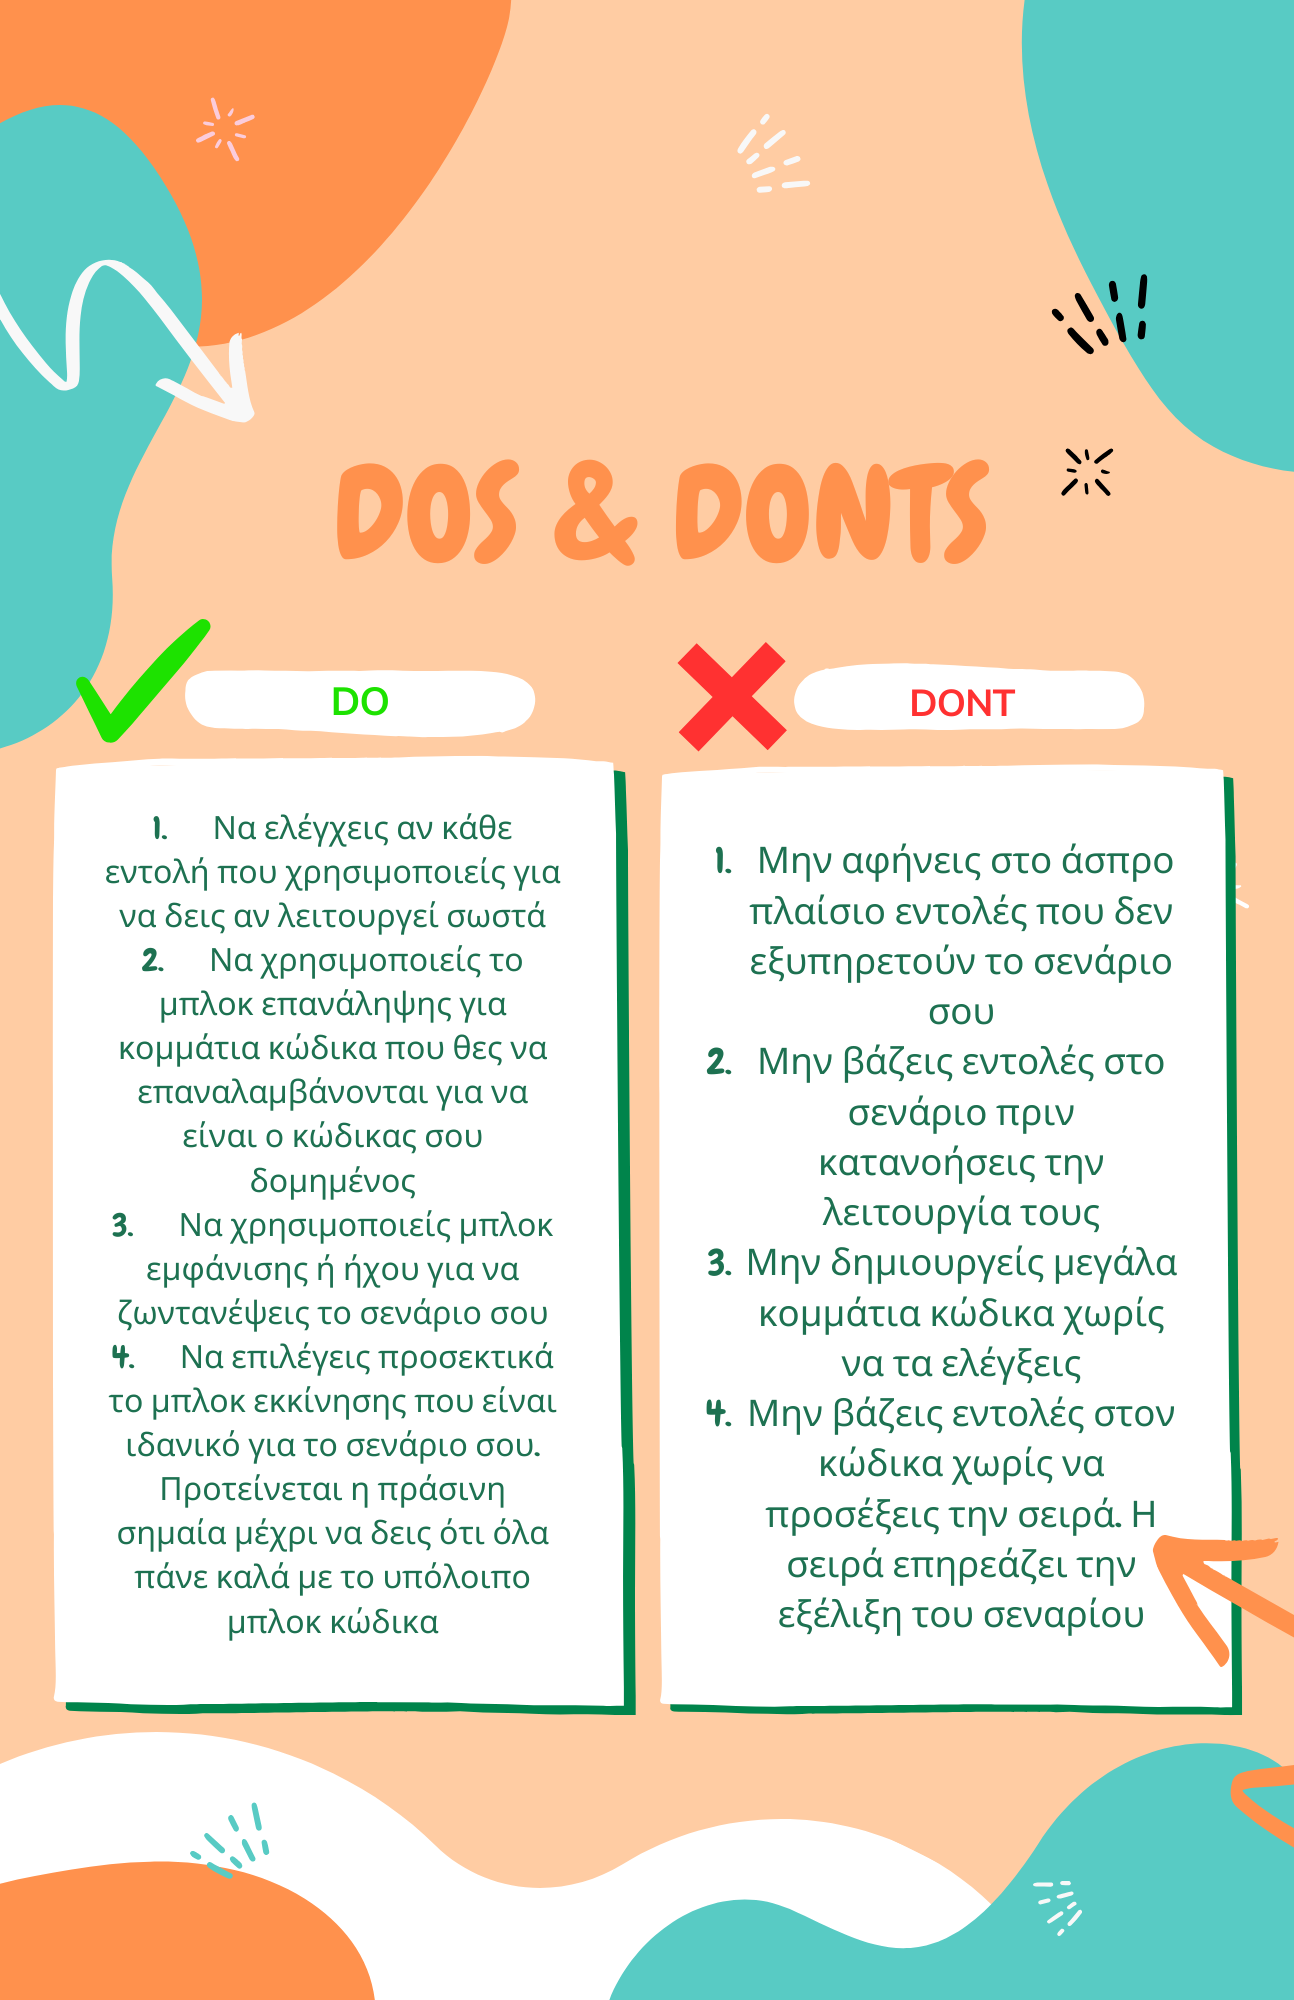 DOS & DONTS
DO
1. Να ελέγχεις αν κάθε
εντολή που χρησιμοποιείς για
να δεις αν λειτουργεί σωστά
2. Να χρησιμοποιείς το
μπλοκ επανάληψης για
κομμάτια κώδικα που θες να
επαναλαμβάνονται για να
είναι ο κώδικας σου
δομημένος
3. Να χρησιμοποιείς μπλοκ
εμφάνισης ή ήχου για να
ζωντανέψεις το σενάριο σου
4. Να επιλέγεις προσεκτικά
το μπλοκ εκκίνησης που είναι
ιδανικό για το σενάριο σου.
Προτείνεται η πράσινη
σημαία μέχρι να δεις ότι όλα
πάνε καλά με το υπόλοιπο
μπλοκ κώδικα
DONT
1. Μην αφήνεις στο άσπρο
πλαίσιο εντολές που δεν
εξυπηρετούν το σενάριο
σου
2. Μην βάζεις εντολές στο
σενάριο πριν
κατανοήσεις την
λειτουργία τους
3. Μην δημιουργείς μεγάλα
κομμάτια κώδικα χωρίς
να τα ελέγξεις
4. Μην βάζεις εντολές στον
κώδικα χωρίς να
προσέξεις την σειρά. Η
σειρά επηρεάζει την
εξέλιξη του σεναρίου